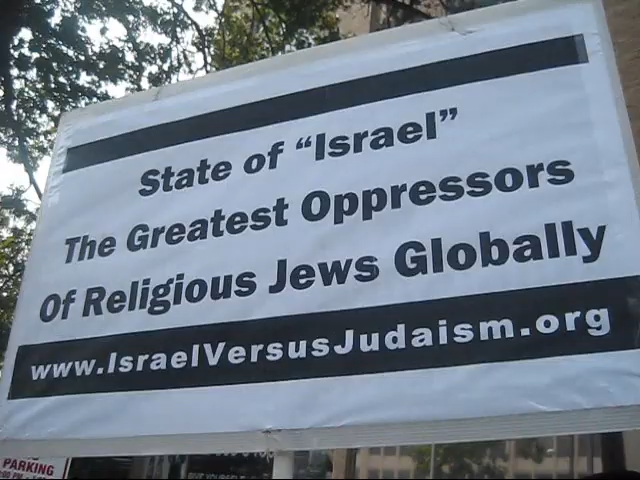 State of “Israel”
The Greatest Oppressors
Of Religious Jews Globally
www.IsraelVersusJudaism.org
PARKING